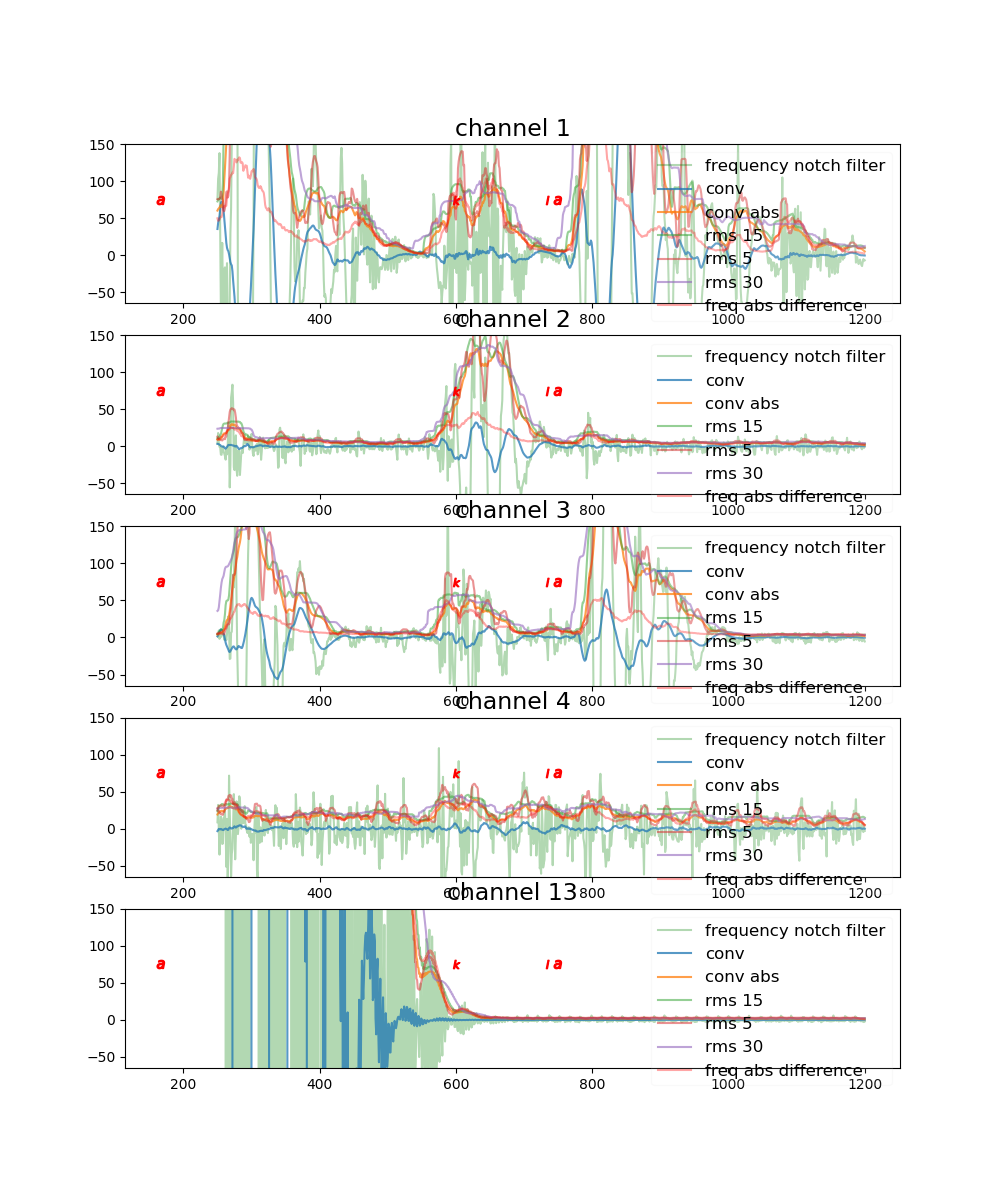 channel 1
150
100
50
0
−50
a
k
l a
frequency notch filter
conv
conv abs
rms 15
rms 5
rms 30
freq abs difference
200 400 600 800 1000 1200
channel 2
150
100
50
0
−50
a
k
l a
frequency notch filter
conv
conv abs
rms 15
rms 5
rms 30
freq abs difference
200 400 600 800 1000 1200
channel 3
150
100
50
0
−50
a
k
l a
frequency notch filter
conv
conv abs
rms 15
rms 5
rms 30
freq abs difference
200 400 600 800 1000 1200
channel 4
150
100
50
0
−50
a
k
l a
frequency notch filter
conv
conv abs
rms 15
rms 5
rms 30
freq abs difference
200 400 600 800 1000 1200
channel 13
150
100
50
0
−50
a
k
l a
frequency notch filter
conv
conv abs
rms 15
rms 5
rms 30
freq abs difference
200 400 600 800 1000 1200